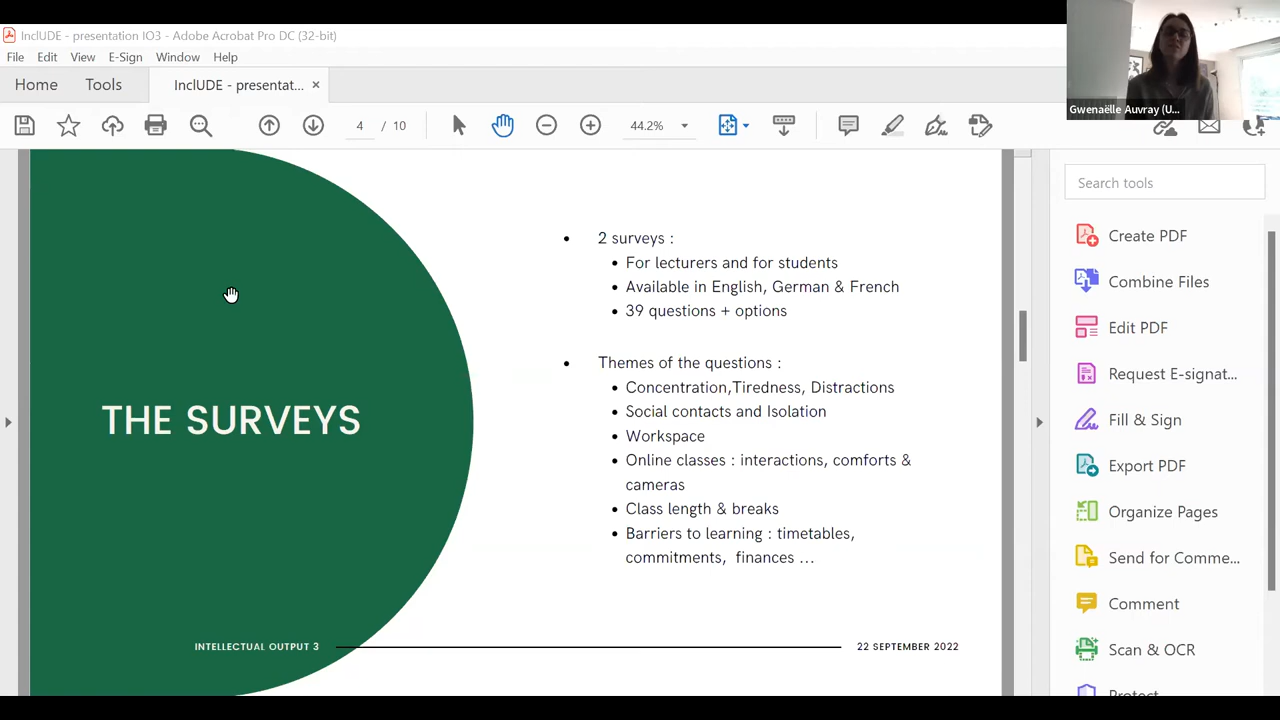 InclUDE - presentation IO3 - Adobe Acrobat Pro DC (32-bit)
File Edit View E-Sign Window Help
Home Tools InclUDE - presentat... ×
4 / 10 44.2%
Gwenaëlle Auvray (U...
THE SURVEYS
• 2 surveys :
• For lecturers and for students
• Available in English, German & French
• 39 questions + options
• Themes of the questions :
• Concentration,Tiredness, Distractions
• Social contacts and Isolation
• Workspace
• Online classes : interactions, comforts &
cameras
• Class length & breaks
• Barriers to learning : timetables,
commitments, finances ...
INTELLECTUAL OUTPUT 3
22 SEPTEMBER 2022
Search tools
Create PDF
Combine Files
Edit PDF
Request E-signat...
Fill & Sign
Export PDF
Organize Pages
Send for Comme...
Comment
Scan & OCR
Protect